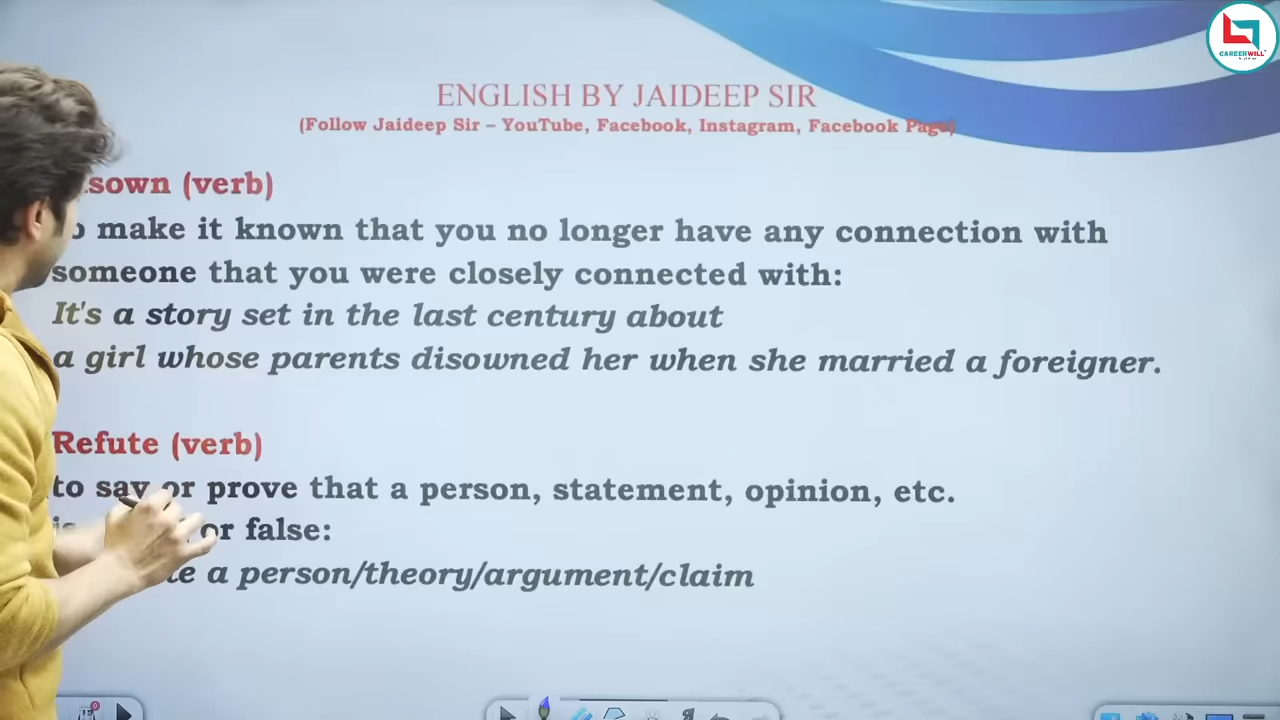 CAREERWILL
ENGLISH BY JAIDEEP SIR
(Follow Jaideep Sir – YouTube, Facebook, Instagram, Facebook Page)
(verb)
make it known that you no longer have any connection with
someone that you were closely connected with:
It's a story set in the last century about
a girl whose parents disowned her when she married a foreigner.
Refute (verb)
to say or prove that a person, statement, opinion, etc.
or false:
a person/theory/argument/claim